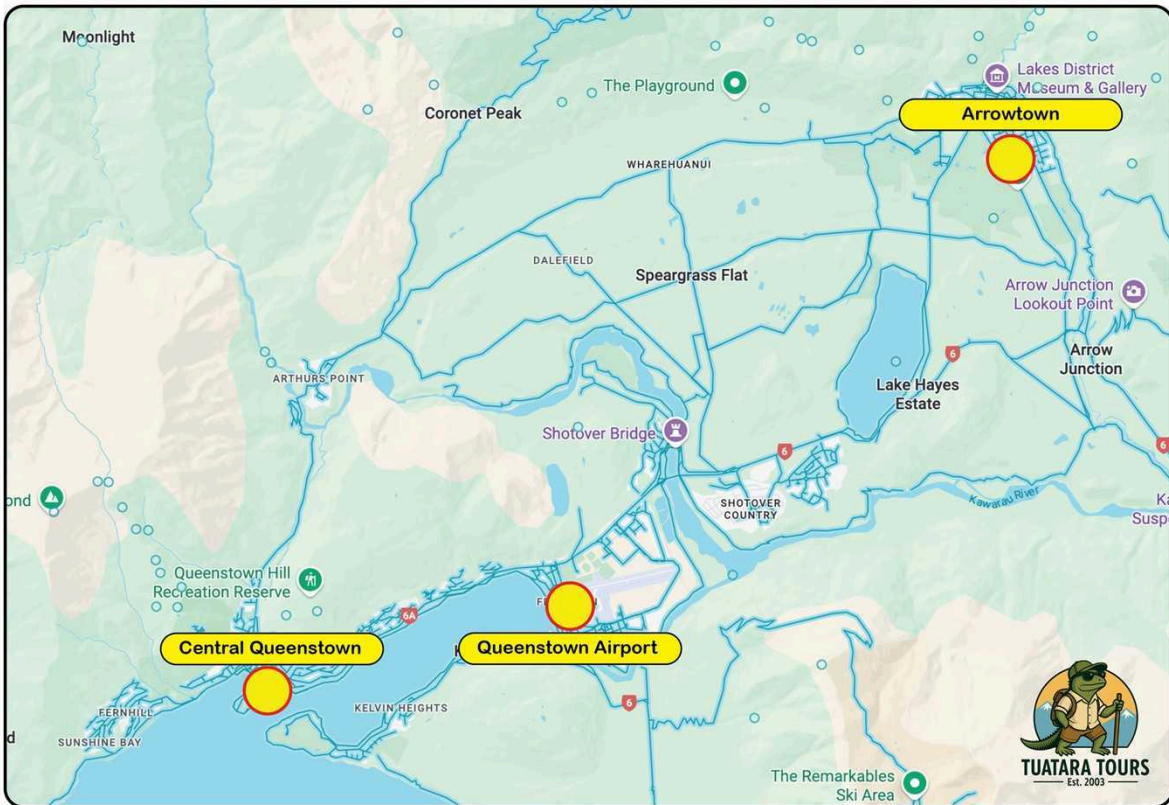 Moonlight
The Playground
Lakes District
Museum & Gallery
Coronet Peak
Arrowtown
WHAREHUANUI
DALEFIELD
Speargrass Flat
Arrow Junction
Lookout Point
6
Arrow
Junction
ARTHURS POINT
Lake Hayes
Estate
Shotover Bridge
6
6
SHOTOVER
COUNTRY
Kawarau River
ond
Ka
Susp
Queenstown Hill
Recreation Reserve
6A
Central Queenstown
Queenstown Airport
FERNHILL
KELVIN HEIGHTS
6
SUNSHINE BAY
d
The Remarkables
Ski Area
TUATARA TOURS
Est. 2003